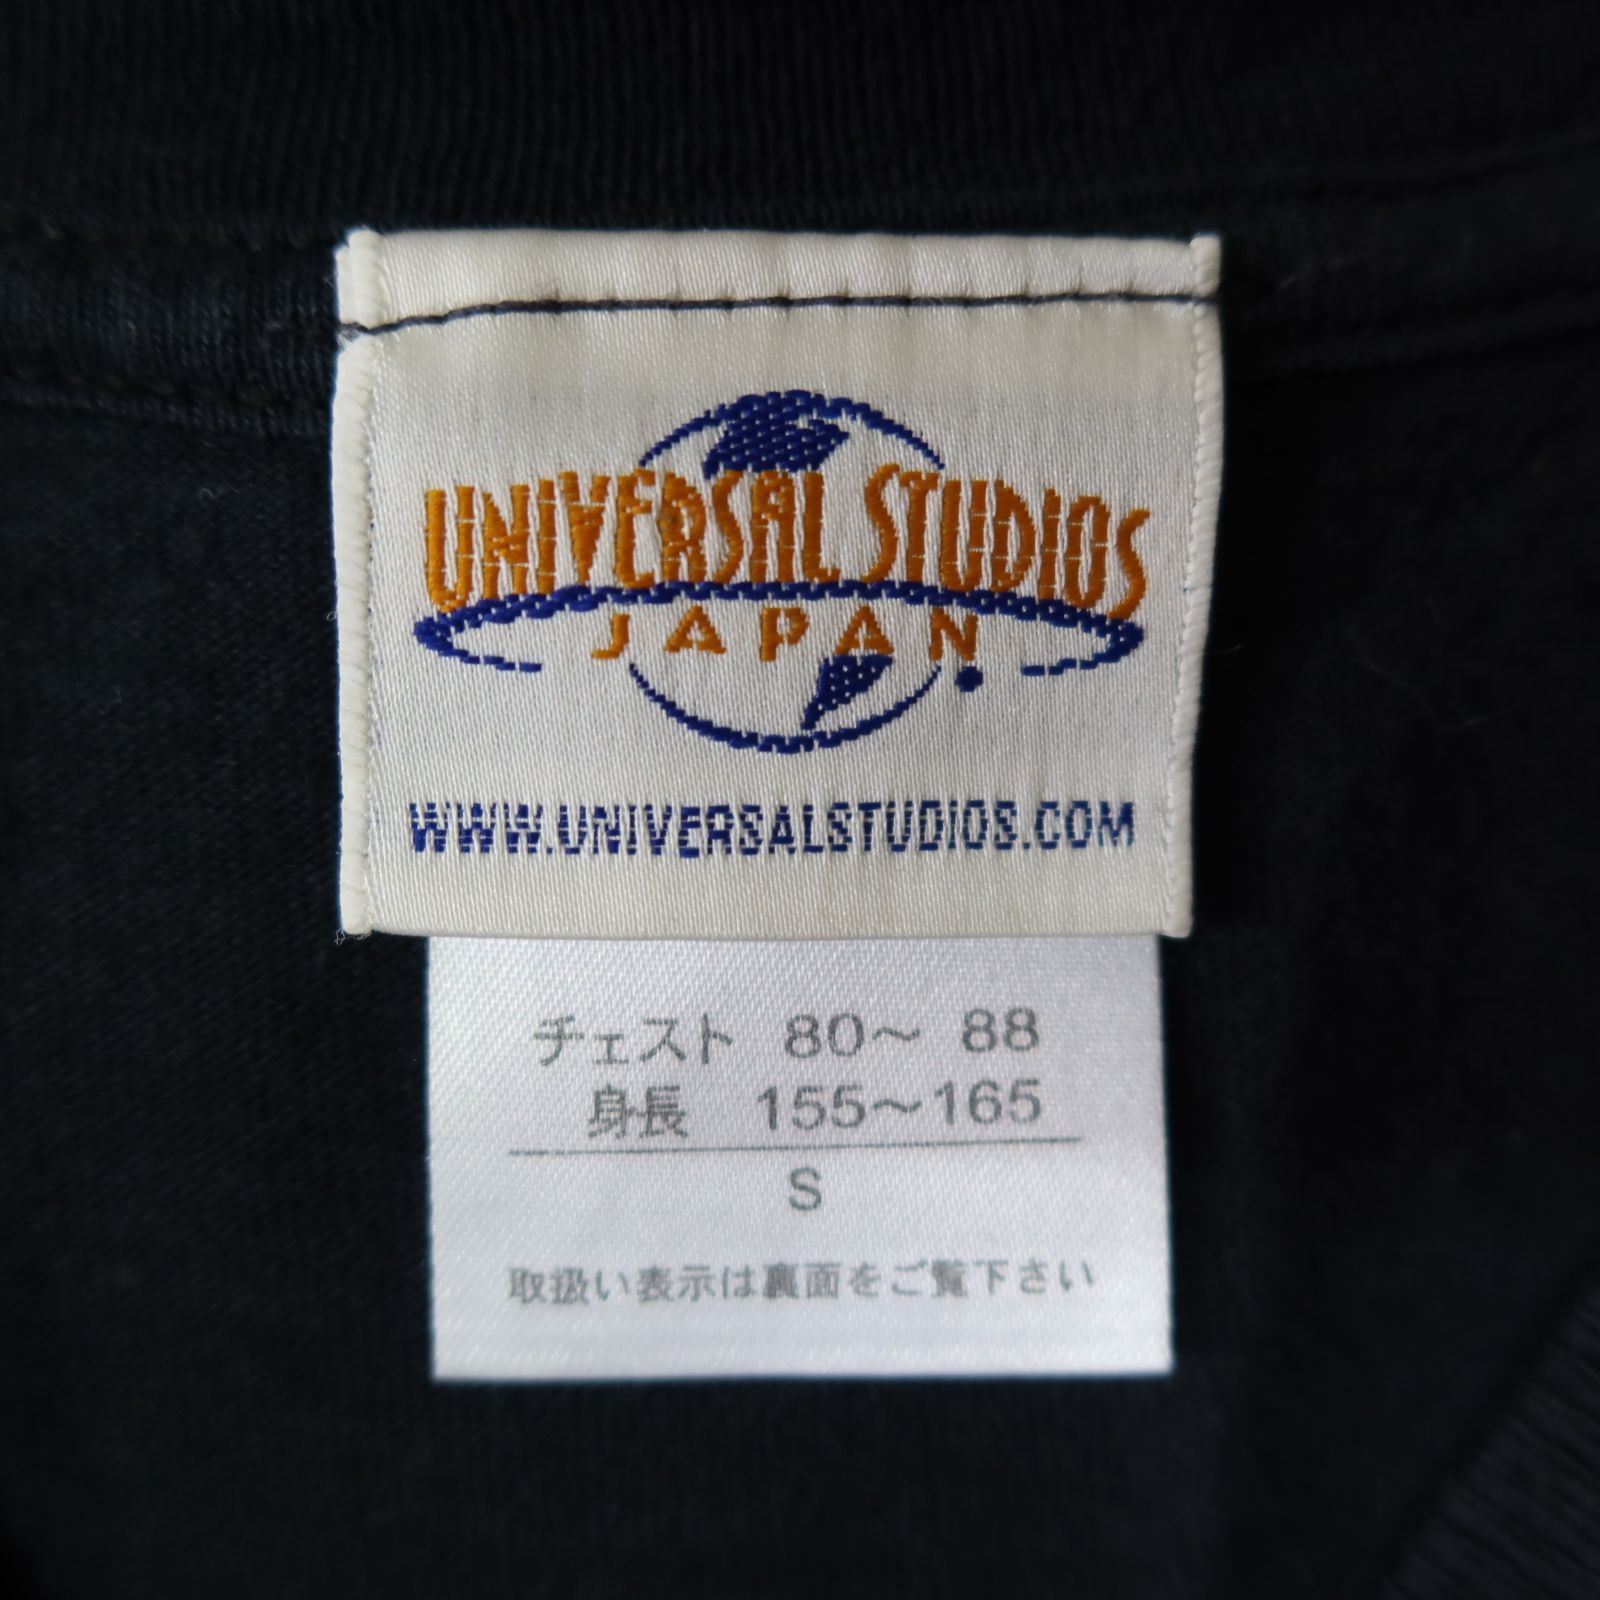 UNIVERSAL STUDIOS
JAPAN
WWW.UNIVERSALSTUDIOS.COM
チェスト 80～ 88
身長 155～165
S
取扱い表示は裏面をご覧下さい